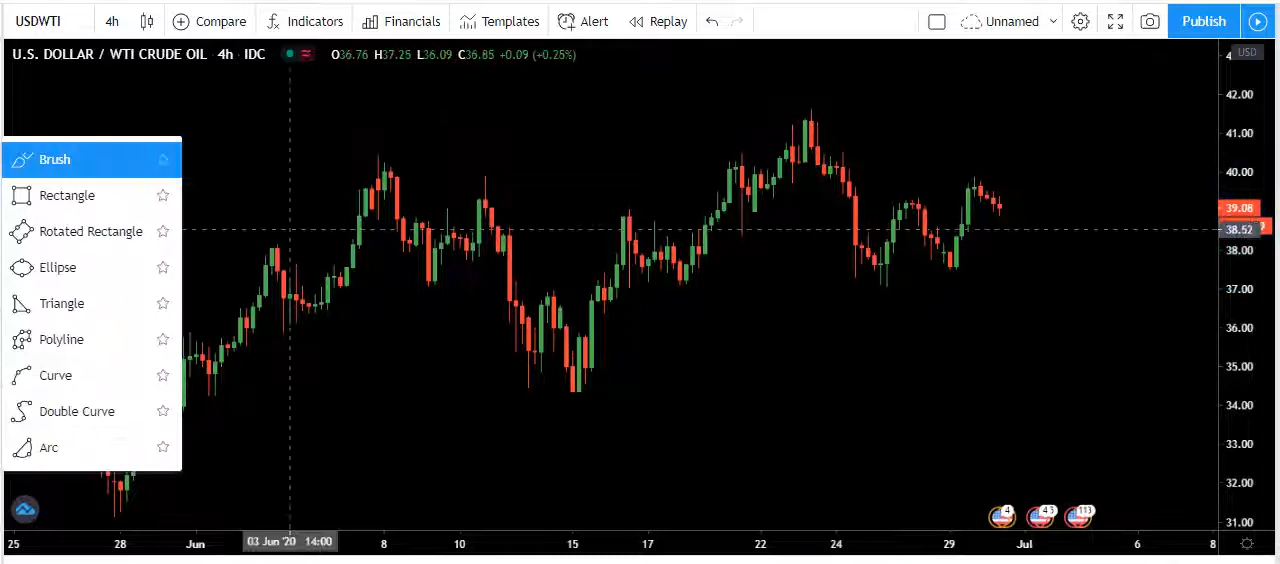 USDWTI 4h Compare Indicators Financials Templates Alert Replay Unnamed Publish
U.S. DOLLAR / WTI CRUDE OIL · 4h · IDC O36.76 H37.25 L36.09 C36.85 +0.09 (+0.25%)
USD
42.00
41.00
40.00
39.08
38.52
38.00
37.00
36.00
35.00
34.00
33.00
32.00
31.00
Brush
Rectangle
Rotated Rectangle
Ellipse
Triangle
Polyline
Curve
Double Curve
Arc
4 43 113
25 28 Jun 03 Jun '20 14:00 8 10 15 17 22 24 29 Jul 6 8